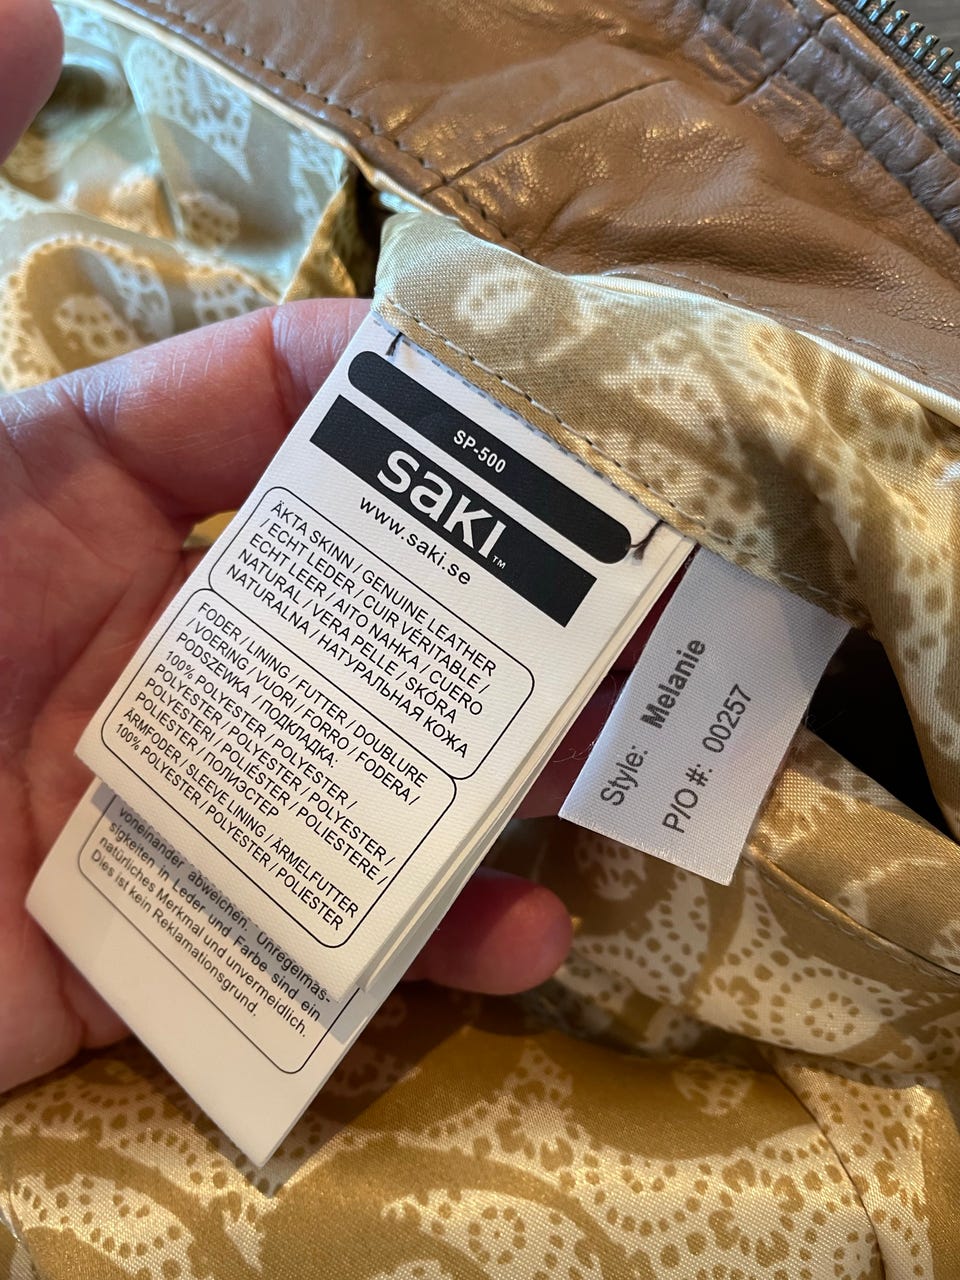 SP-500
saKI™
www.saki.se
ÄKTA SKINN / GENUINE LEATHER
/ ECHT LEDER / CUIR VÉRITABLE /
ECHT LEER / AITO NAHKA / CUERO
NATURAL / VERA PELLE / SKÓRA
NATURALNA / НАТУРАЛЬНАЯ КОЖА
FODER / LINING / FUTTER / DOUBLURE
/ VOERING / VUORI / FORRO / FODERA /
PODSZEWKA / ПОДКЛАДКА:
100% POLYESTER / POLYESTER /
POLYESTER / POLYESTER / POLYESTER /
POLYESTERI / POLIÉSTER / POLIESTERE /
POLIESTER / ПОЛИЭСТЕР
ÄRMFODER / SLEEVE LINING / ÄRMELFUTTER
100% POLYESTER / POLYESTER / POLIESTER
voneinander abweichen. Unregelmäs-
sigkeiten in Leder und Farbe sind ein
natürliches Merkmal und unvermeidlich.
Dies ist kein Reklamationsgrund.
Style: Melanie
P/O #: 00257